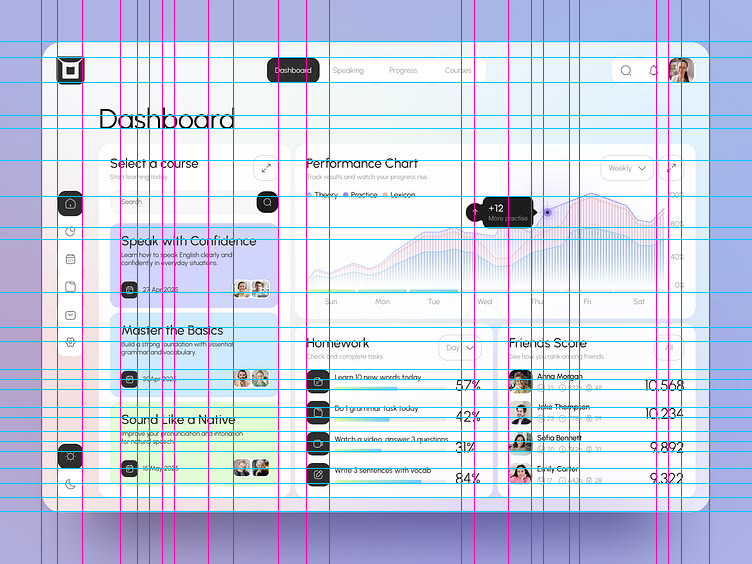 Dashboard
Speaking
Progress
Courses
Dashboard
Select a course
Start learning today
Search
Speak with Confidence
Learn how to speak English clearly and
confidently in everyday situations.
27 Apr 2025
Master the Basics
Build a strong foundation with essential
grammar and vocabulary
30 Apr 2025
Sound Like a Native
Improve your pronunciation and intonation
for natural speech.
15 May 2025
Performance Chart
Track results and watch your progress rise
Weekly
Theory
Practice
Lexicon
+12
More practise
100%
80%
40%
0%
Sun
Mon
Tue
Wed
Thu
Fri
Sat
Homework
Check and complete tasks
Day
Learn 10 new words today
57%
Do 1 grammar task today
42%
Watch a video, answer 3 questions
31%
Write 3 sentences with vocab
84%
Friends Score
See how you rank among friends
All
Anna Morgan
10,568
Jake Thompson
10,234
Sofia Bennett
9,892
Emily Carter
9,322